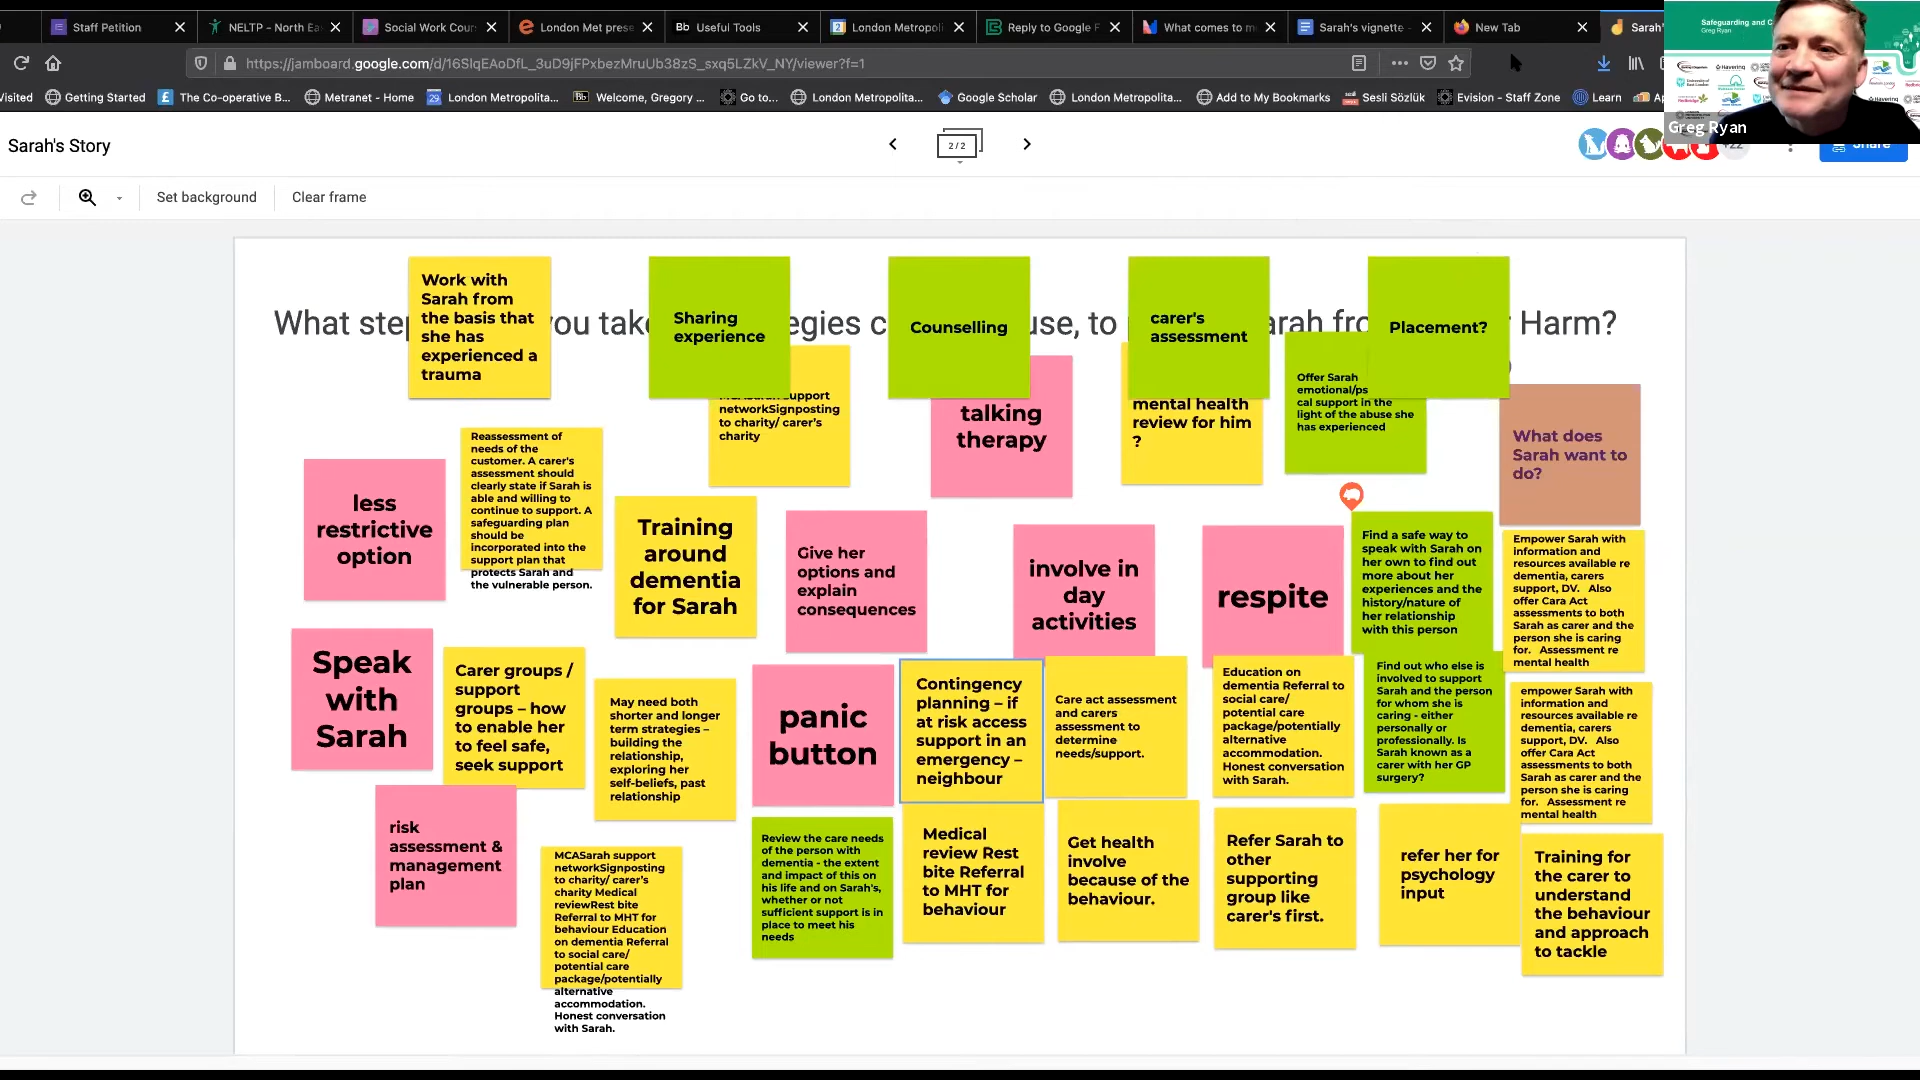 Staff Petition
NELTP - North Ea
Social Work Cour
London Met prese
Bb Useful Tools
London Metropoli
Reply to Google F
What comes to m
Sarah's vignette -
New Tab
Sarah'
https://jamboard.google.com/d/16SlqEAoDfL_3uD9jFPxbezMruUb38zS_sxq5LZkV_NY/viewer?f=1
Visited
Getting Started
The Co-operative B...
Metranet - Home
London Metropolita...
Welcome, Gregory ...
Go to...
London Metropolita...
Google Scholar
London Metropolita...
Add to My Bookmarks
Sesli Sözlük
Evision - Staff Zone
Learn
Safeguarding and C
Greg Ryan
Greg Ryan
Sarah's Story
2 / 2
+22
Share
Set background
Clear frame
What ste
ou take
egies c
use, to
arah fro
Harm?
Work with
Sarah from
the basis that
she has
experienced a
trauma
Sharing
experience
Counselling
carer's
assessment
Placement?
support
networkSignposting
to charity/ carer's
charity
talking
therapy
mental health
review for him
?
Offer Sarah
emotional/ps
cal support in the
light of the abuse she
has experienced
What does
Sarah want to
do?
less
restrictive
option
Reassessment of
needs of the
customer. A carer's
assessment should
clearly state if Sarah is
able and willing to
continue to support. A
safeguarding plan
should be
incorporated into the
support plan that
protects Sarah and
the vulnerable person.
Training
around
dementia
for Sarah
Give her
options and
explain
consequences
involve in
day
activities
respite
Find a safe way to
speak with Sarah on
her own to find out
more about her
experiences and the
history/nature of
her relationship
with this person
Empower Sarah with
information and
resources available re
dementia, carers
support, DV. Also
offer Cara Act
assessments to both
Sarah as carer and the
person she is caring
for. Assessment re
mental health
Speak
with
Sarah
Carer groups /
support
groups – how
to enable her
to feel safe,
seek support
May need both
shorter and longer
term strategies –
building the
relationship,
exploring her
self-beliefs, past
relationship
panic
button
Contingency
planning – if
at risk access
support in an
emergency –
neighbour
Care act assessment
and carers
assessment to
determine
needs/support.
Education on
dementia Referral to
social care/
potential care
package/potentially
alternative
accommodation.
Honest conversation
with Sarah.
Find out who else is
involved to support
Sarah and the person
for whom she is
caring - either
personally or
professionally. Is
Sarah known as a
carer with her GP
surgery?
empower Sarah with
information and
resources available re
dementia, carers
support, DV. Also
offer Cara Act
assessments to both
Sarah as carer and the
person she is caring
for. Assessment re
mental health
risk
assessment &
management
plan
MCASarah support
networkSignposting
to charity/ carer's
charity Medical
reviewRest bite
Referral to MHT for
behaviour Education
on dementia Referral
to social care/
potential care
package/potentially
alternative
accommodation.
Honest conversation
with Sarah.
Review the care needs
of the person with
dementia - the extent
and impact of this on
his life and on Sarah's,
whether or not
sufficient support is in
place to meet his
needs
Medical
review Rest
bite Referral
to MHT for
behaviour
Get health
involve
because of the
behaviour.
Refer Sarah to
other
supporting
group like
carer's first.
refer her for
psychology
input
Training for
the carer to
understand
the behaviour
and approach
to tackle